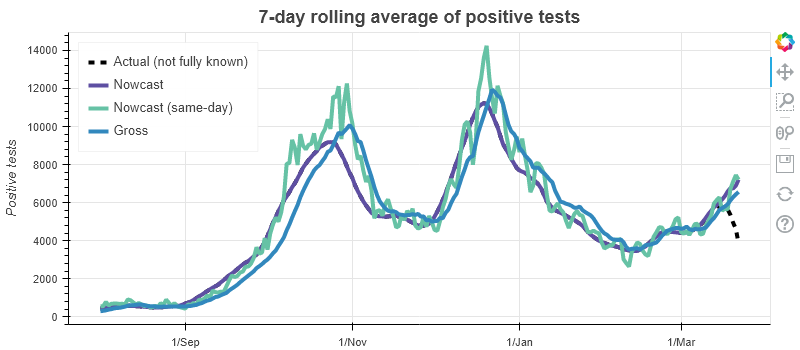 7-day rolling average of positive tests
Actual (not fully known)
Nowcast
Nowcast (same-day)
Gross
Positive tests
14000
12000
10000
8000
6000
4000
2000
0
1/Sep
1/Nov
1/Jan
1/Mar